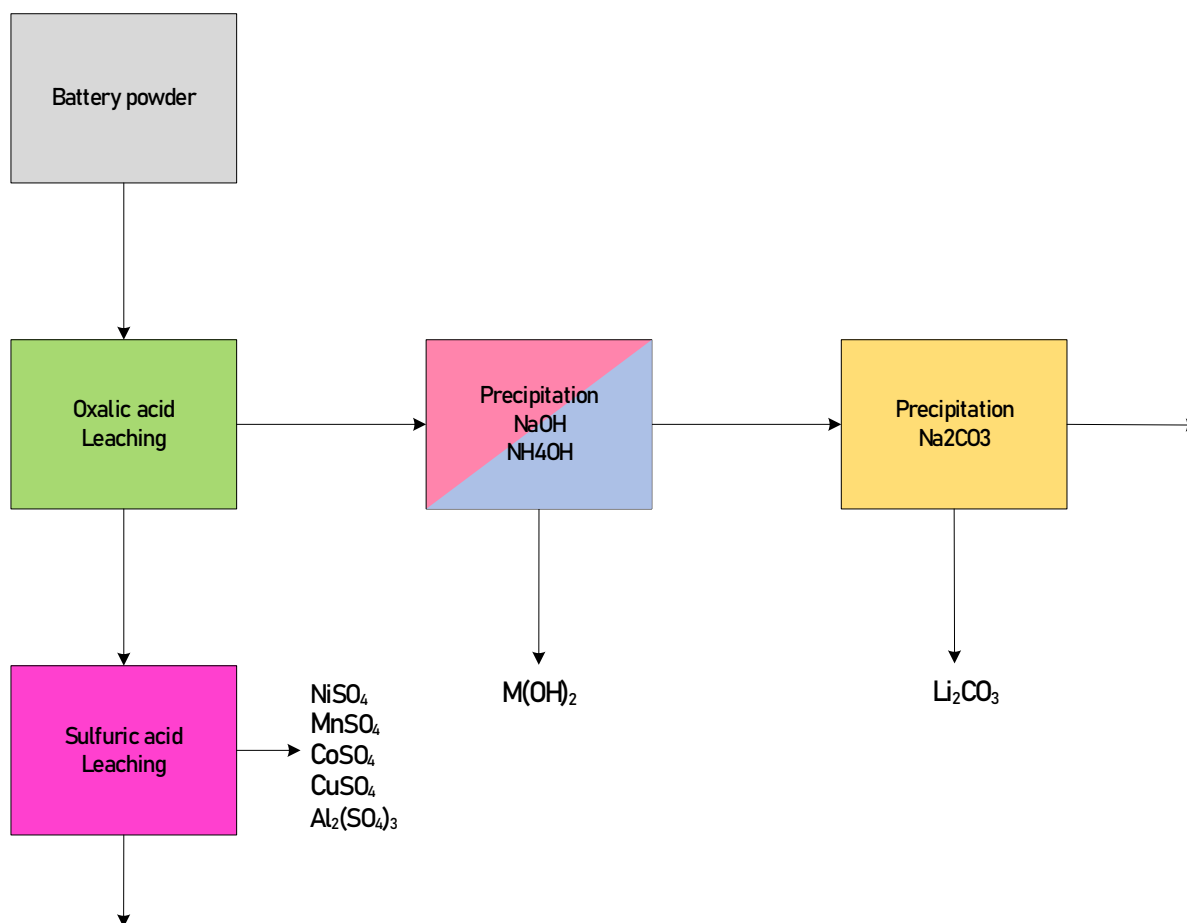 Battery powder
Oxalic acid
Leaching
Precipitation
NaOH
NH4OH
Precipitation
Na2CO3
Sulfuric acid
Leaching
NiSO₄
MnSO₄
CoSO₄
CuSO₄
Al₂(SO₄)₃
M(OH)₂
Li₂CO₃